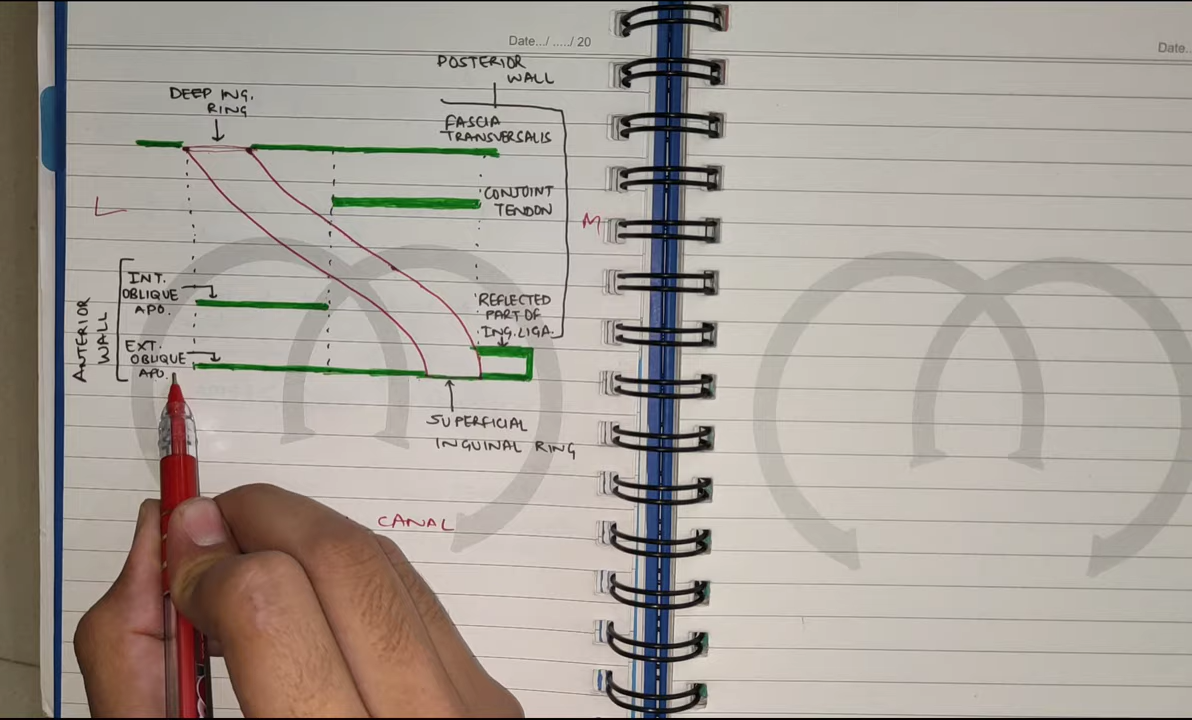 Date.../ ...../ 20
Date..
POSTERIOR
WALL
DEEP ING.
RING
FASCIA
TRANSVERSALIS
CONJOINT
TENDON
L
M
ANTERIOR
WALL
INT.
OBLIQUE
APO.
REFLECTED
PART OF
ING. LIGA.
EXT.
OBLIQUE
APO.
SUPERFICIAL
INGUINAL RING
CANAL